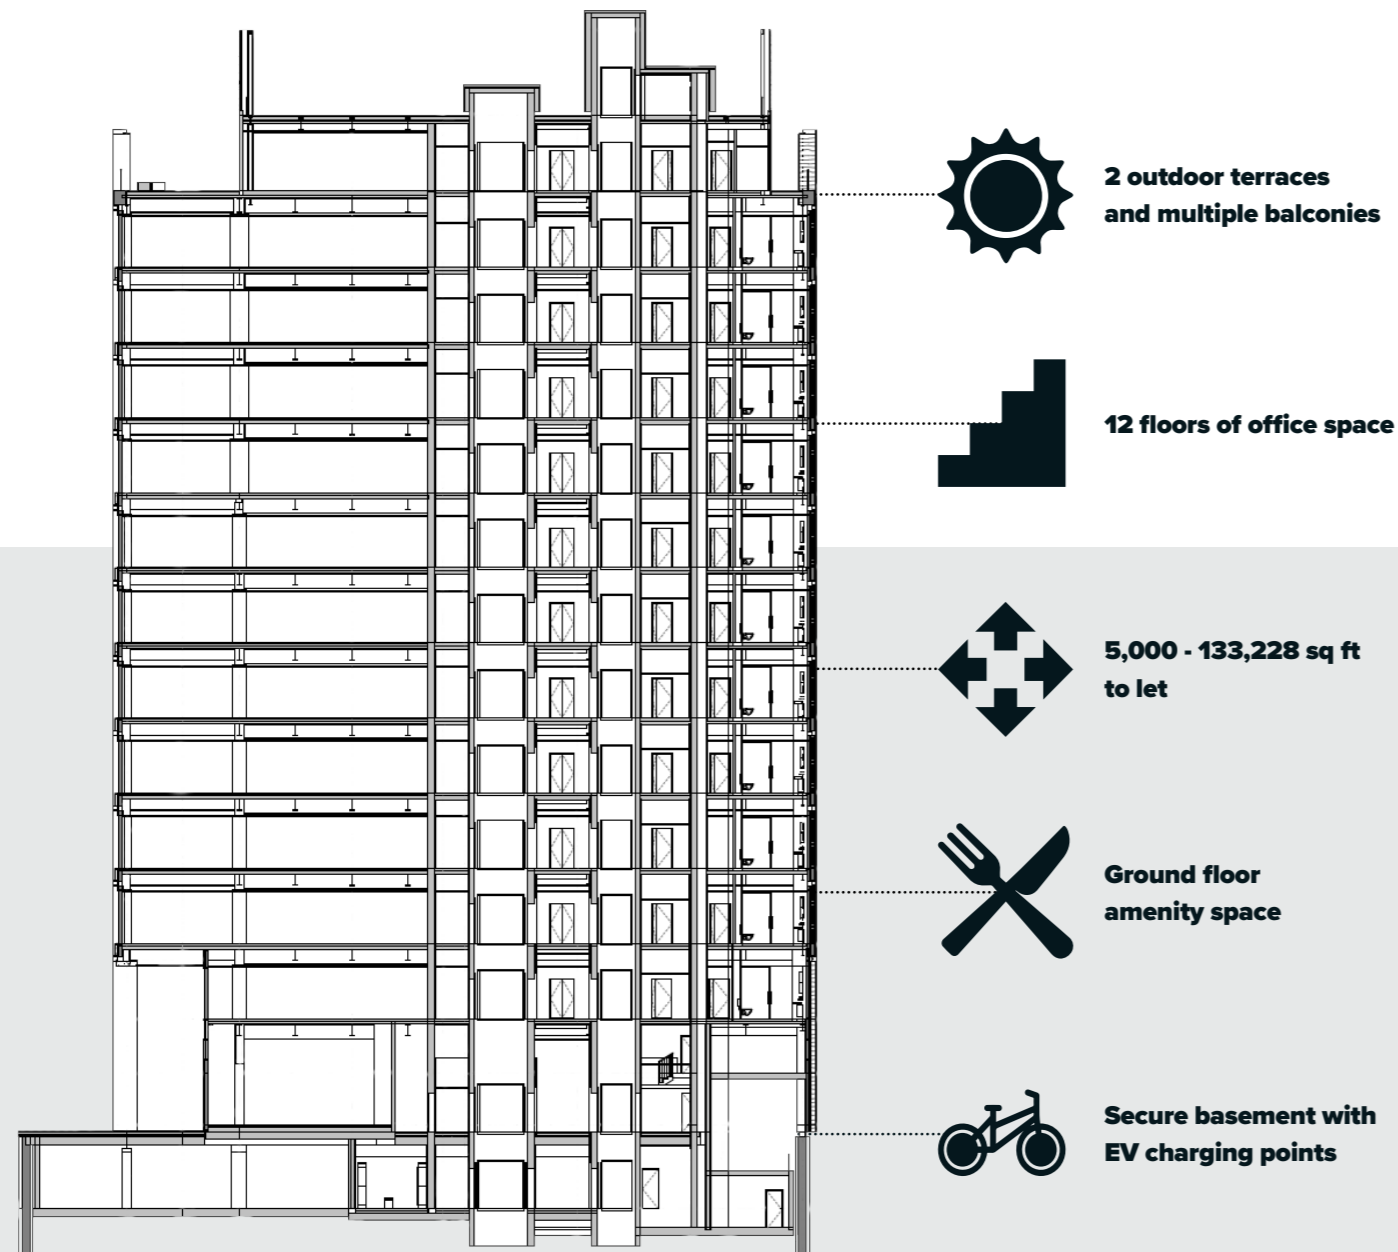 2 outdoor terraces
and multiple balconies
12 floors of office space
5,000 - 133,228 sq ft
to let
Ground floor
amenity space
Secure basement with
EV charging points